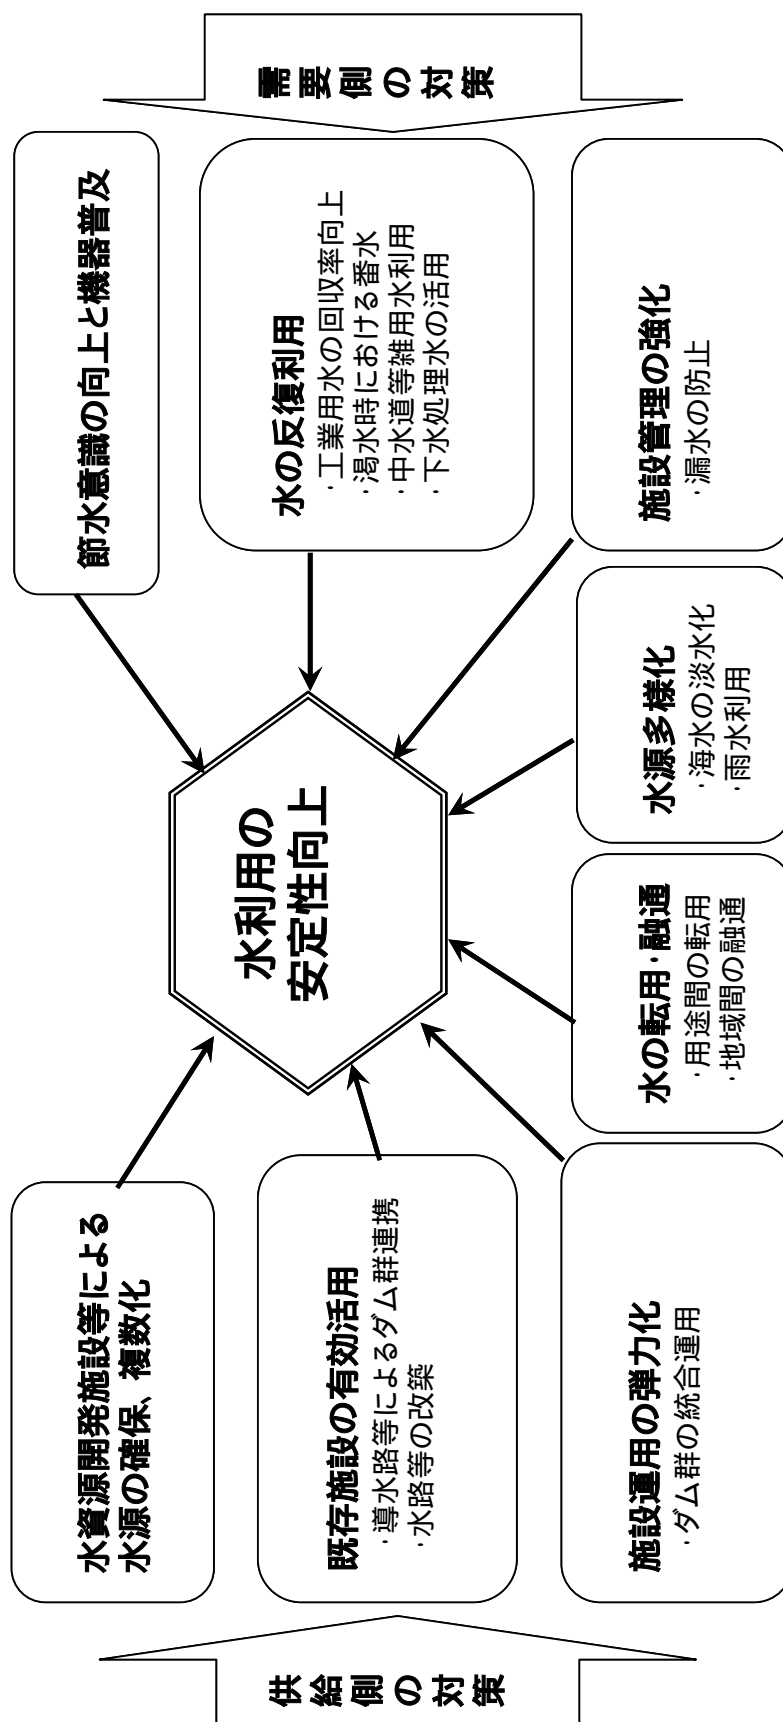 供給側の対策
水資源開発施設等による
水源の確保、複数化
既存施設の有効活用
・導水路等によるダム群連携
・水路等の改築
施設運用の弾力化
・ダム群の統合運用
水利用の
安定性向上
水の転用・融通
・用途間の転用
・地域間の融通
水源多様化
・海水の淡水化
・雨水利用
節水意識の向上と機器普及
水の反復利用
・工業用水の回収率向上
・渇水時における番水
・中水道等雑用水利用
・下水処理水の活用
施設管理の強化
・漏水の防止
需要側の対策